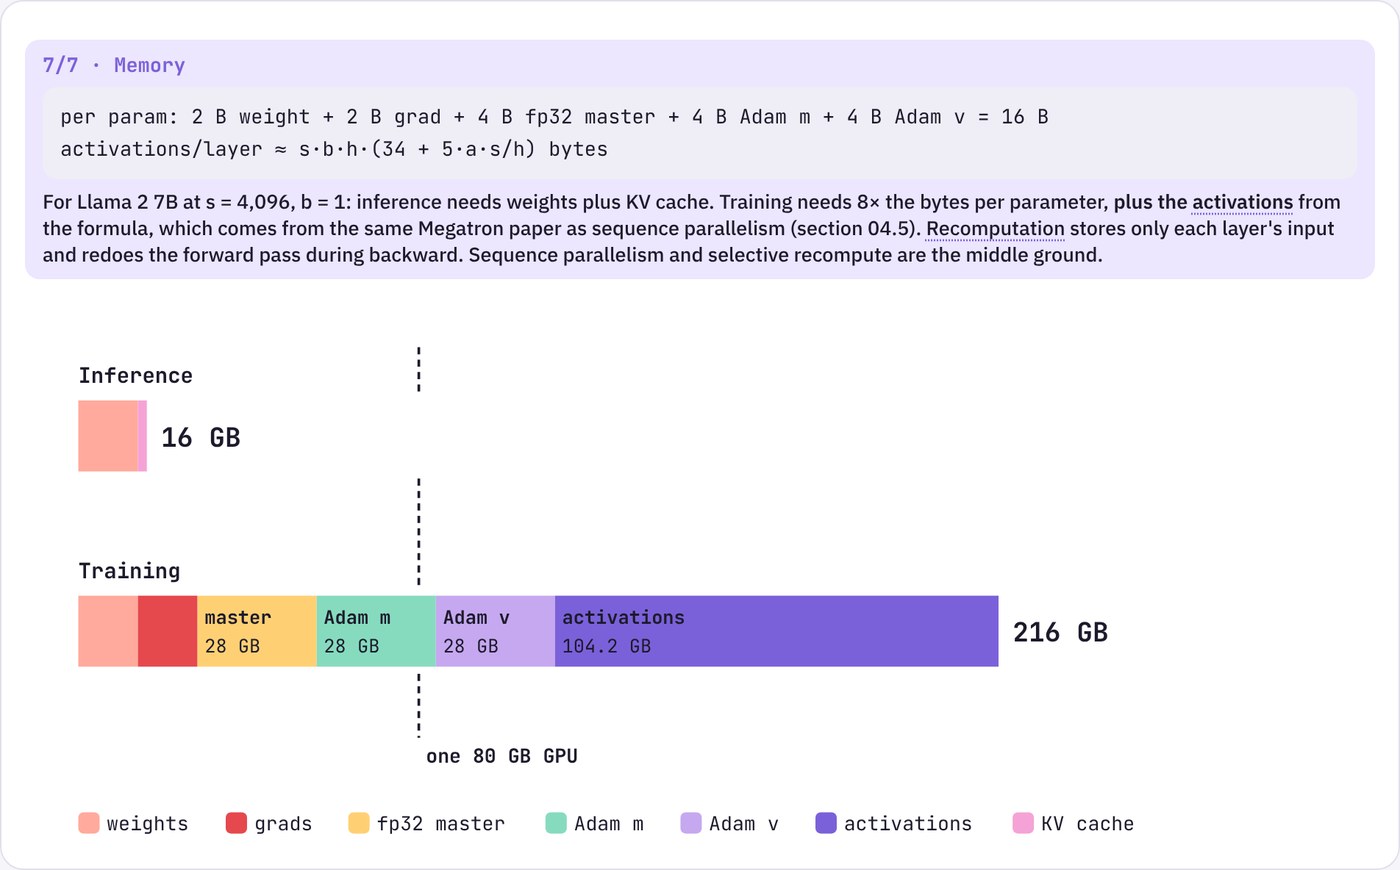 7/7 · Memory
per param: 2 B weight + 2 B grad + 4 B fp32 master + 4 B Adam m + 4 B Adam v = 16 B
activations/layer ≈ s·b·h·(34 + 5·a·s/h) bytes
For Llama 2 7B at s = 4,096, b = 1: inference needs weights plus KV cache. Training needs 8× the bytes per parameter, plus the activations from
the formula, which comes from the same Megatron paper as sequence parallelism (section 04.5). Recomputation stores only each layer's input
and redoes the forward pass during backward. Sequence parallelism and selective recompute are the middle ground.
Inference
16 GB
Training
master
28 GB
Adam m
28 GB
Adam v
28 GB
activations
104.2 GB
216 GB
one 80 GB GPU
weights
grads
fp32 master
Adam m
Adam v
activations
KV cache